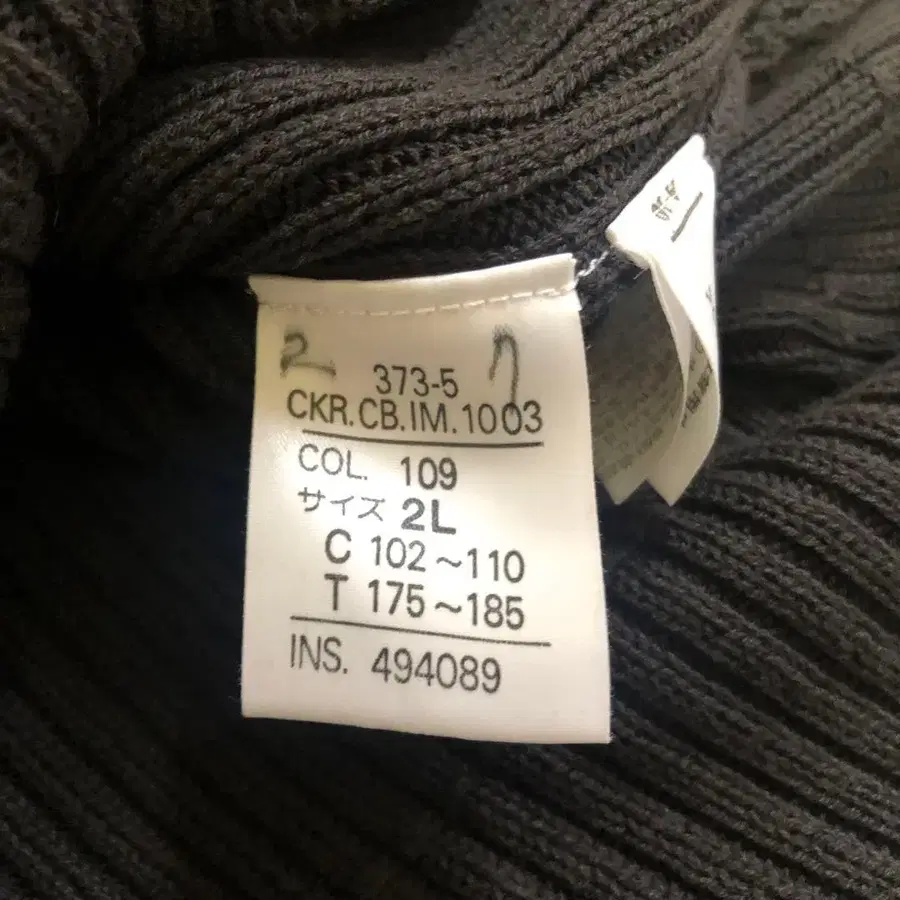 2 7
373-5
CKR.CB.IM.1003
COL. 109
サイズ 2L
C 102~110
T 175~185
INS. 494089